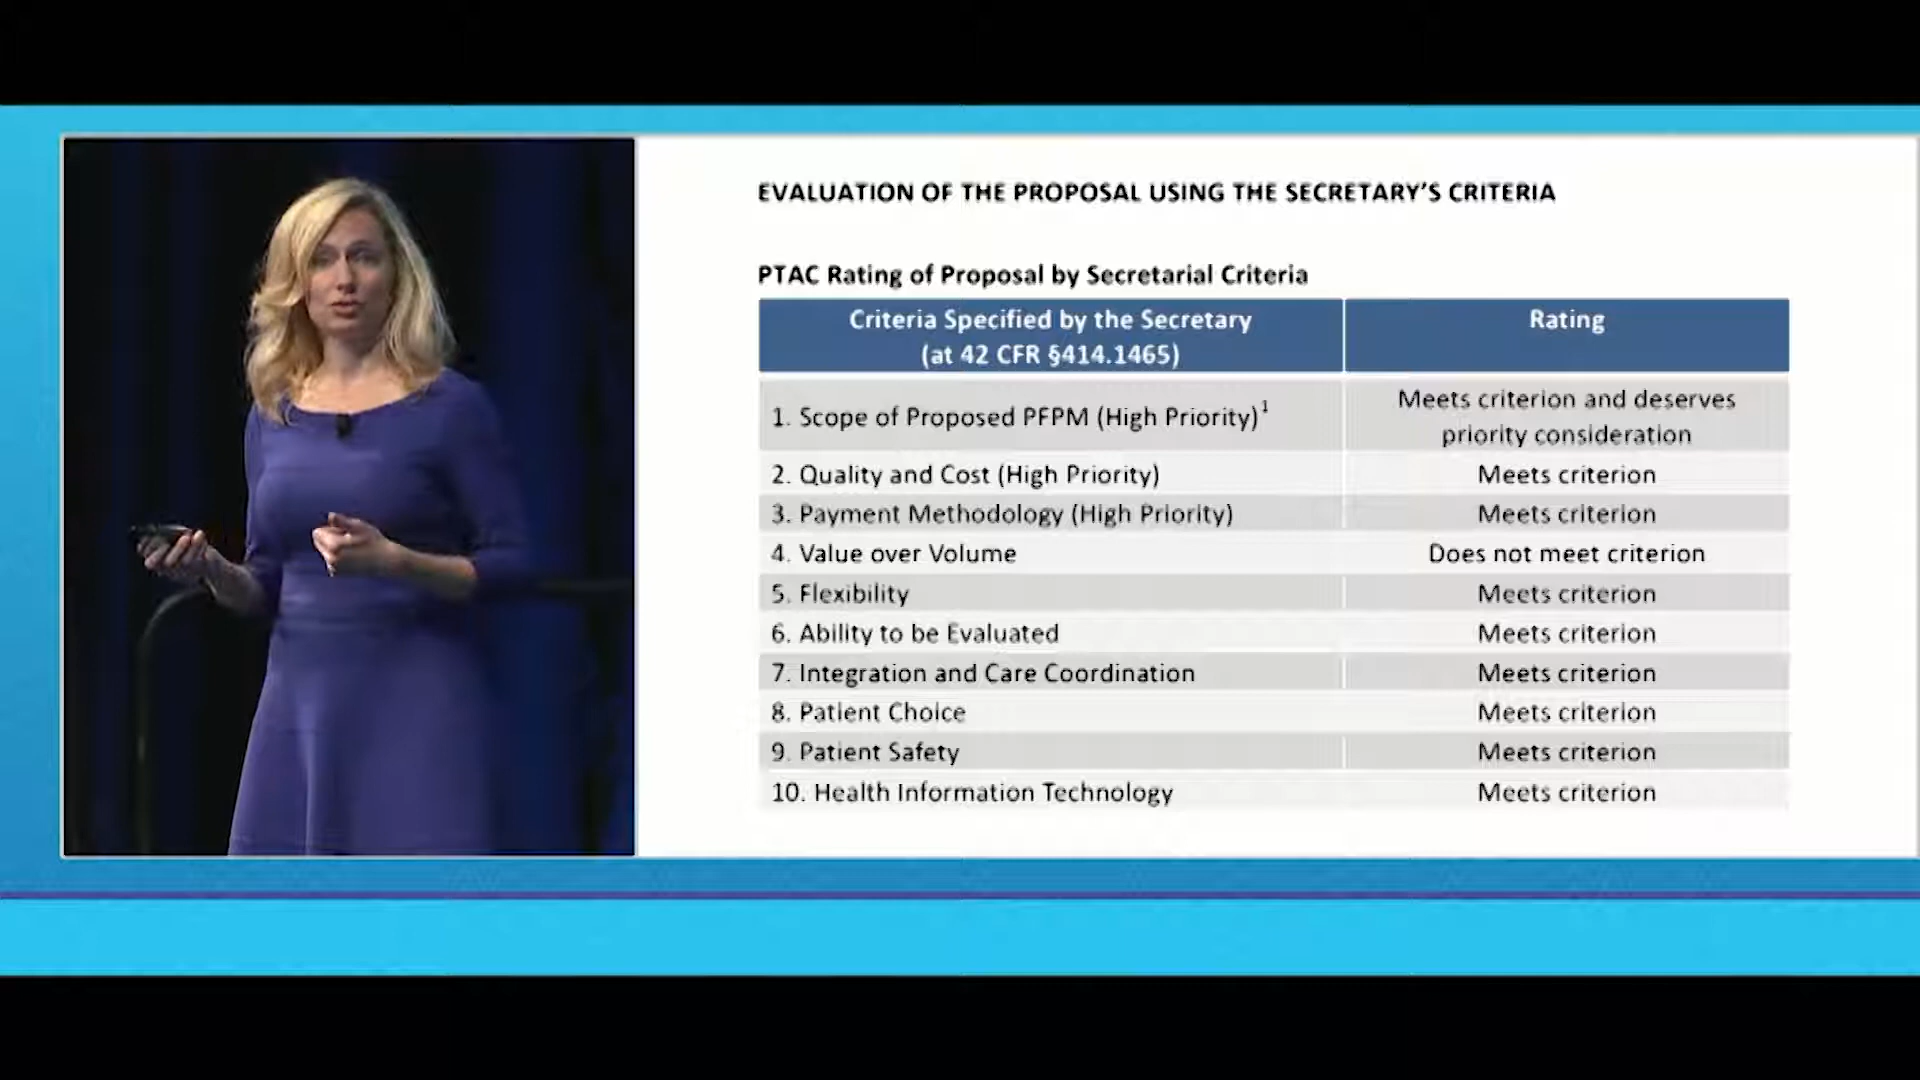 EVALUATION OF THE PROPOSAL USING THE SECRETARY'S CRITERIA
PTAC Rating of Proposal by Secretarial Criteria
Criteria Specified by the Secretary
(at 42 CFR §414.1465)
Rating
1. Scope of Proposed PFPM (High Priority)¹
Meets criterion and deserves
priority consideration
2. Quality and Cost (High Priority)
Meets criterion
3. Payment Methodology (High Priority)
Meets criterion
4. Value over Volume
Does not meet criterion
5. Flexibility
Meets criterion
6. Ability to be Evaluated
Meets criterion
7. Integration and Care Coordination
Meets criterion
8. Patient Choice
Meets criterion
9. Patient Safety
Meets criterion
10. Health Information Technology
Meets criterion